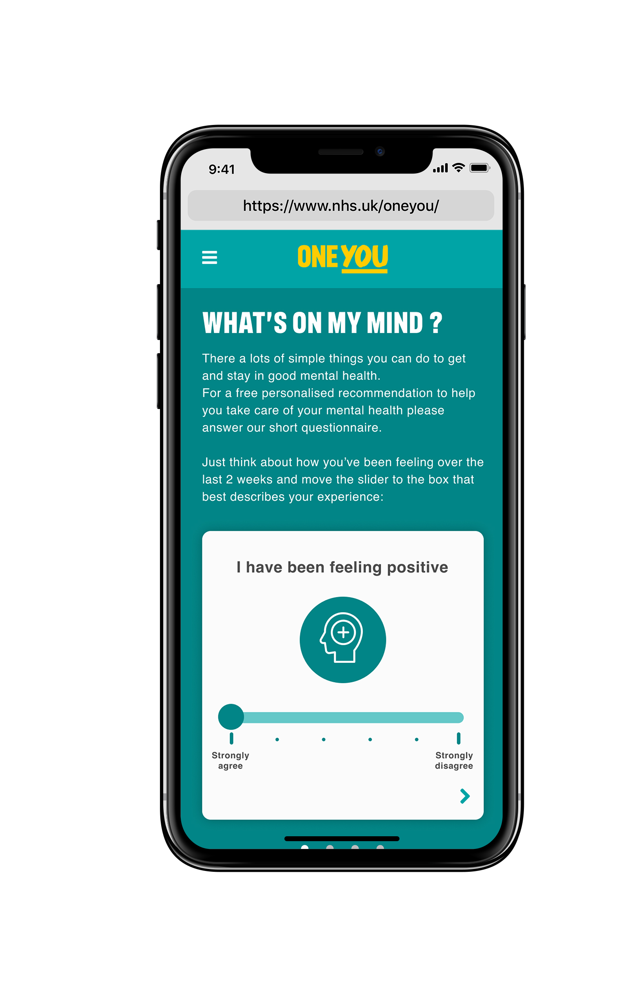 9:41
https://www.nhs.uk/oneyou/
ONE YOU
WHAT'S ON MY MIND ?
There a lots of simple things you can do to get
and stay in good mental health.
For a free personalised recommendation to help
you take care of your mental health please
answer our short questionnaire.
Just think about how you’ve been feeling over the
last 2 weeks and move the slider to the box that
best describes your experience:
I have been feeling positive
Strongly
agree
Strongly
disagree